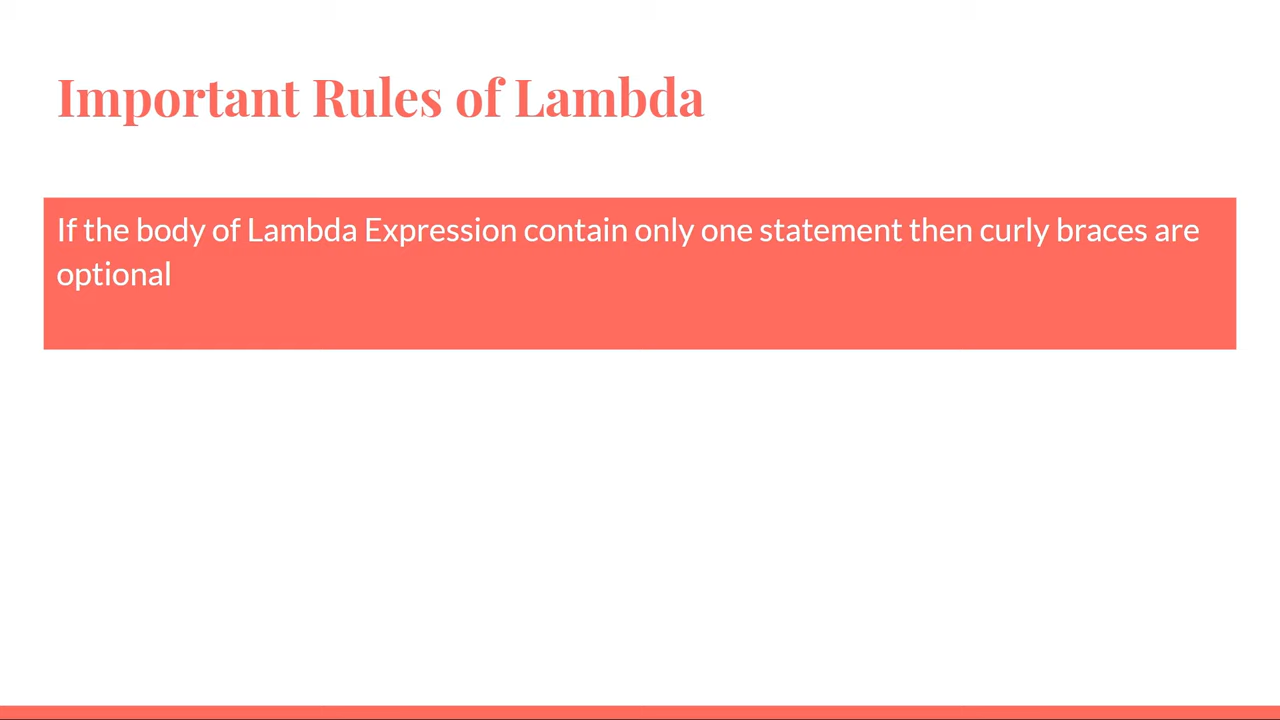 Important Rules of Lambda
If the body of Lambda Expression contain only one statement then curly braces are
optional